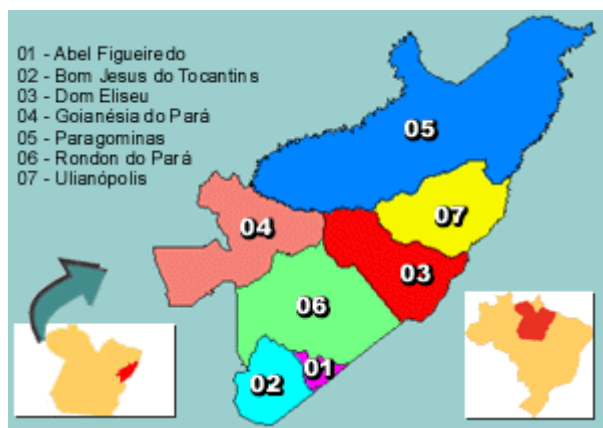 01 - Abel Figueiredo
02 - Bom Jesus do Tocantins
03 - Dom Eliseu
04 - Goianésia do Pará
05 - Paragominas
06 - Rondon do Pará
07 - Ulianópolis
05
07
04
03
06
01
02